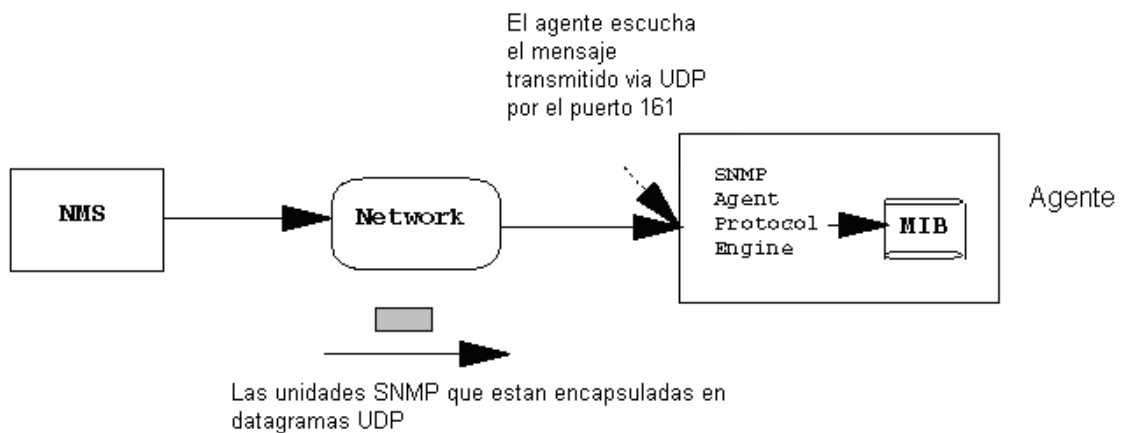 El agente escucha
el mensaje
transmitido via UDP
por el puerto 161
NMS
Network
SNMP
Agent
Protocol
Engine
MIB
Agente
Las unidades SNMP que estan encapsuladas en
datagramas UDP